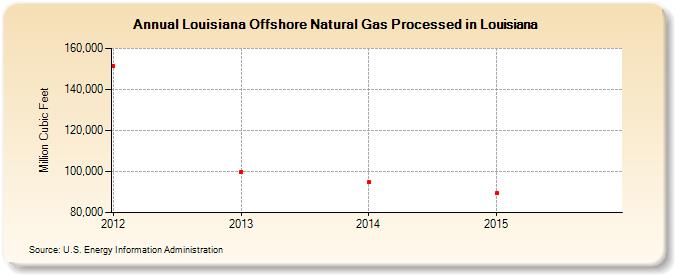 Annual Louisiana Offshore Natural Gas Processed in Louisiana
Million Cubic Feet
160,000
140,000
120,000
100,000
80,000
2012 2013 2014 2015
Source: U.S. Energy Information Administration